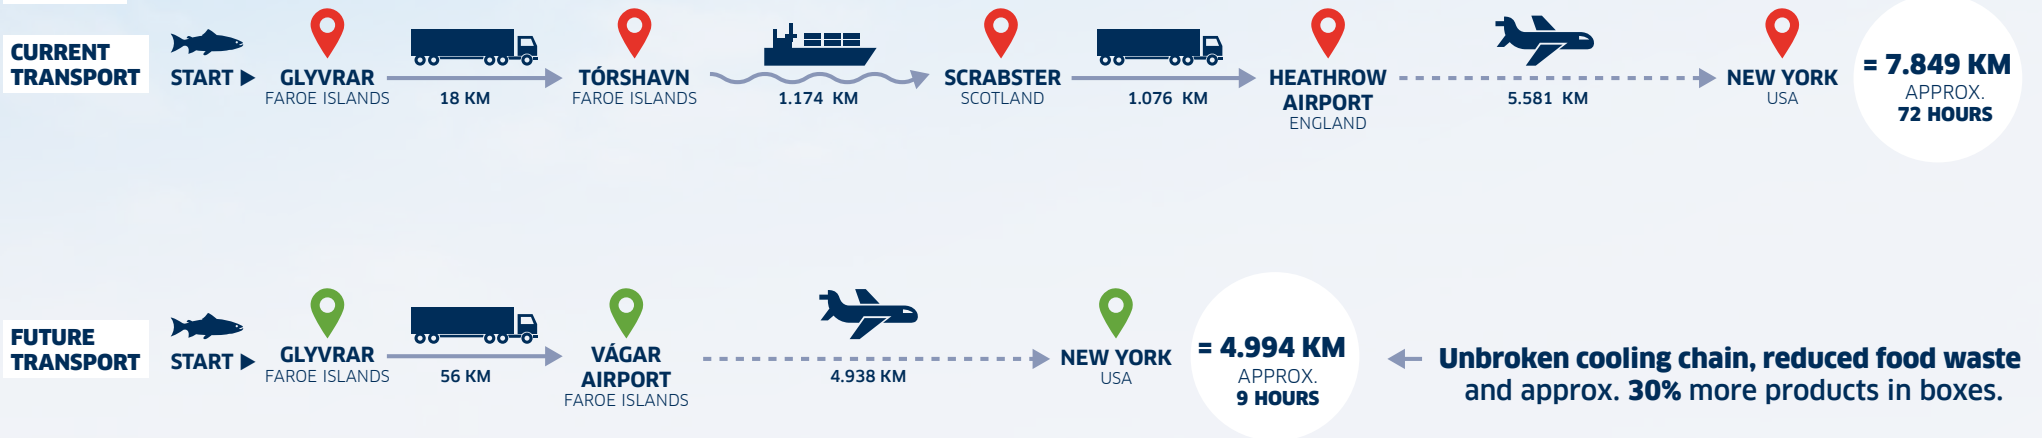 CURRENT
TRANSPORT
START
GLYVRAR
FAROE ISLANDS
18 KM
TÓRSHAVN
FAROE ISLANDS
1.174 KM
SCRABSTER
SCOTLAND
1.076 KM
HEATHROW
AIRPORT
ENGLAND
5.581 KM
NEW YORK
USA
= 7.849 KM
APPROX.
72 HOURS
FUTURE
TRANSPORT
START
GLYVRAR
FAROE ISLANDS
56 KM
VÁGAR
AIRPORT
FAROE ISLANDS
4.938 KM
NEW YORK
USA
= 4.994 KM
APPROX.
9 HOURS
Unbroken cooling chain, reduced food waste
and approx. 30% more products in boxes.